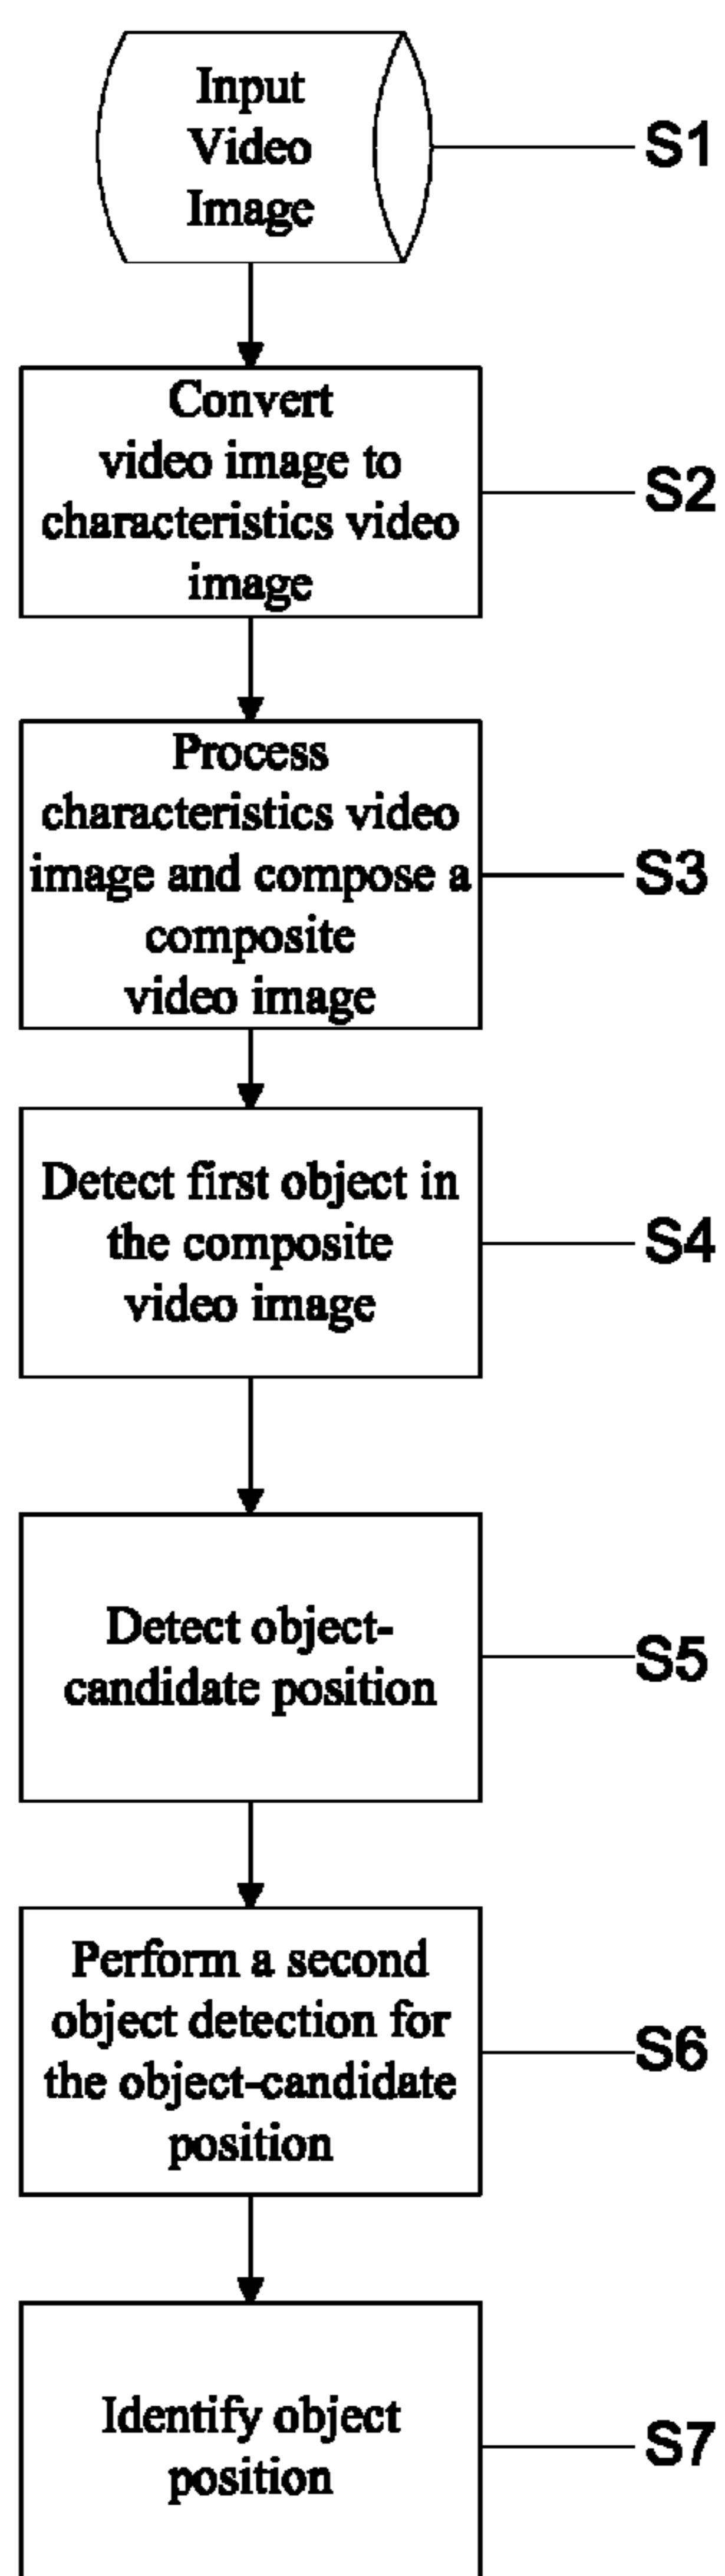 Input
Video
Image
S1
Convert
video image to
characteristics video
image
S2
Process
characteristics video
image and compose a
composite
video image
S3
Detect first object in
the composite
video image
S4
Detect object-
candidate position
S5
Perform a second
object detection for
the object-candidate
position
S6
Identify object
position
S7